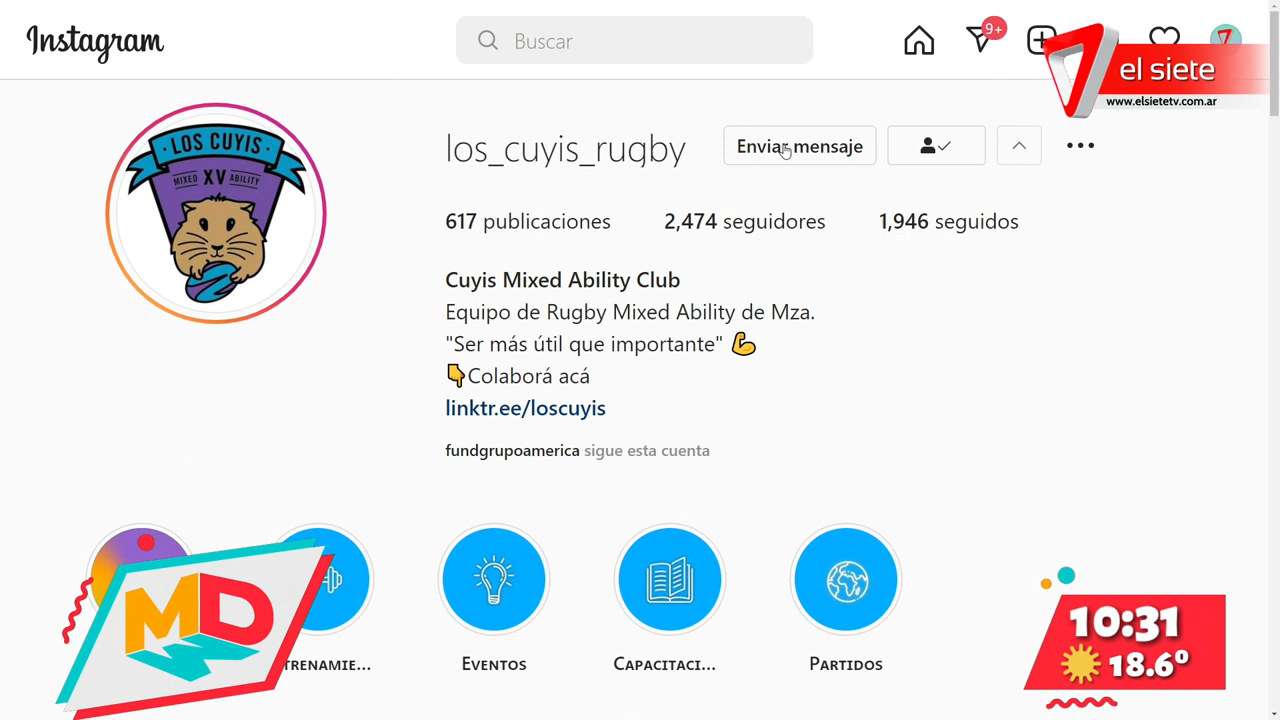 Instagram
Buscar
9+
7
el siete
www.elsietetv.com.ar
LOS CUYIS
MIXED XV ABILITY
los_cuyis_rugby
Enviar mensaje
617 publicaciones 2,474 seguidores 1,946 seguidos
Cuyis Mixed Ability Club
Equipo de Rugby Mixed Ability de Mza.
"Ser más útil que importante" 💪
👇Colaborá acá
linktr.ee/loscuyis
fundgrupoamerica sigue esta cuenta
MD
TRENAMIE... EVENTOS CAPACITACI... PARTIDOS
10:31
18.6º